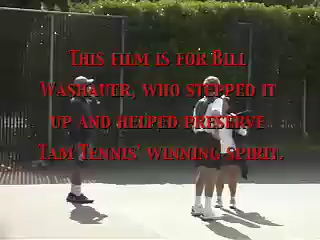 This film is for Bill
Washauer, who stepped it
up and helped preserve
Tam Tennis' winning spirit.